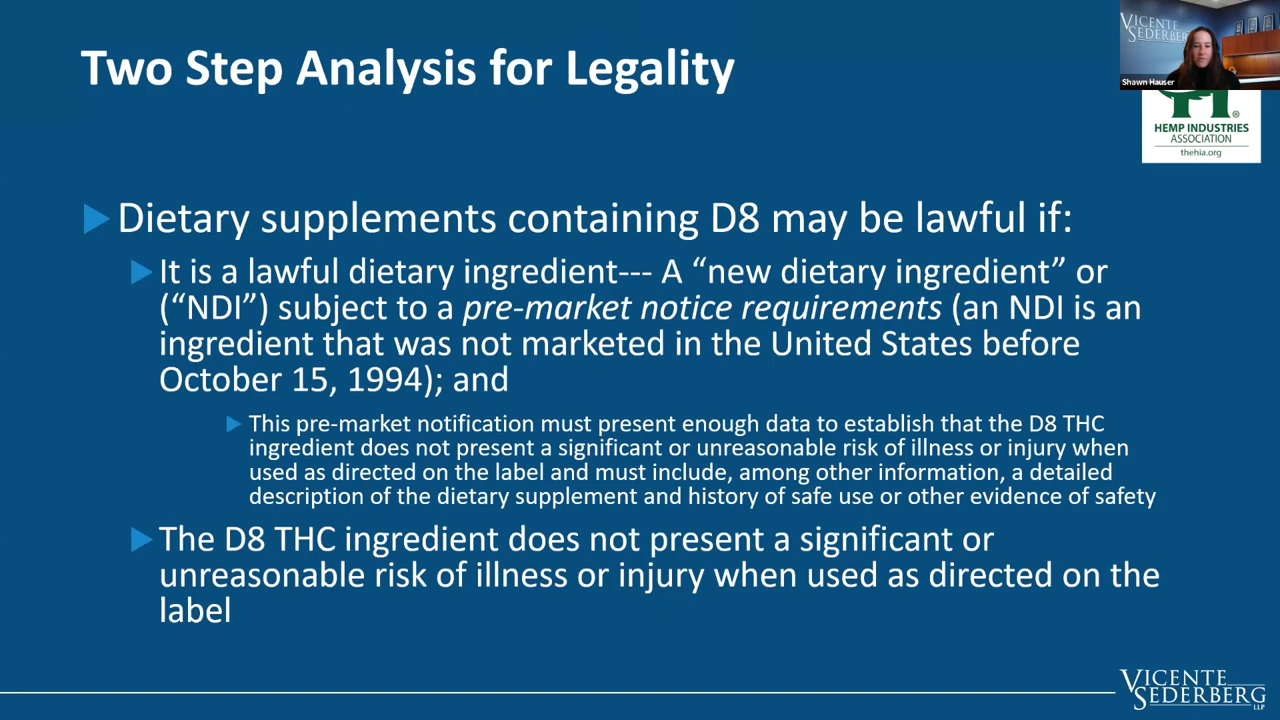 Two Step Analysis for Legality
VICENTE
SEDERBERG
Shawn Hauser
®
HEMP INDUSTRIES
ASSOCIATION
thehia.org
Dietary supplements containing D8 may be lawful if:
It is a lawful dietary ingredient--- A “new dietary ingredient” or
(“NDI”) subject to a pre-market notice requirements (an NDI is an
ingredient that was not marketed in the United States before
October 15, 1994); and
This pre-market notification must present enough data to establish that the D8 THC
ingredient does not present a significant or unreasonable risk of illness or injury when
used as directed on the label and must include, among other information, a detailed
description of the dietary supplement and history of safe use or other evidence of safety
The D8 THC ingredient does not present a significant or
unreasonable risk of illness or injury when used as directed on the
label
VICENTE
SEDERBERG
LLP